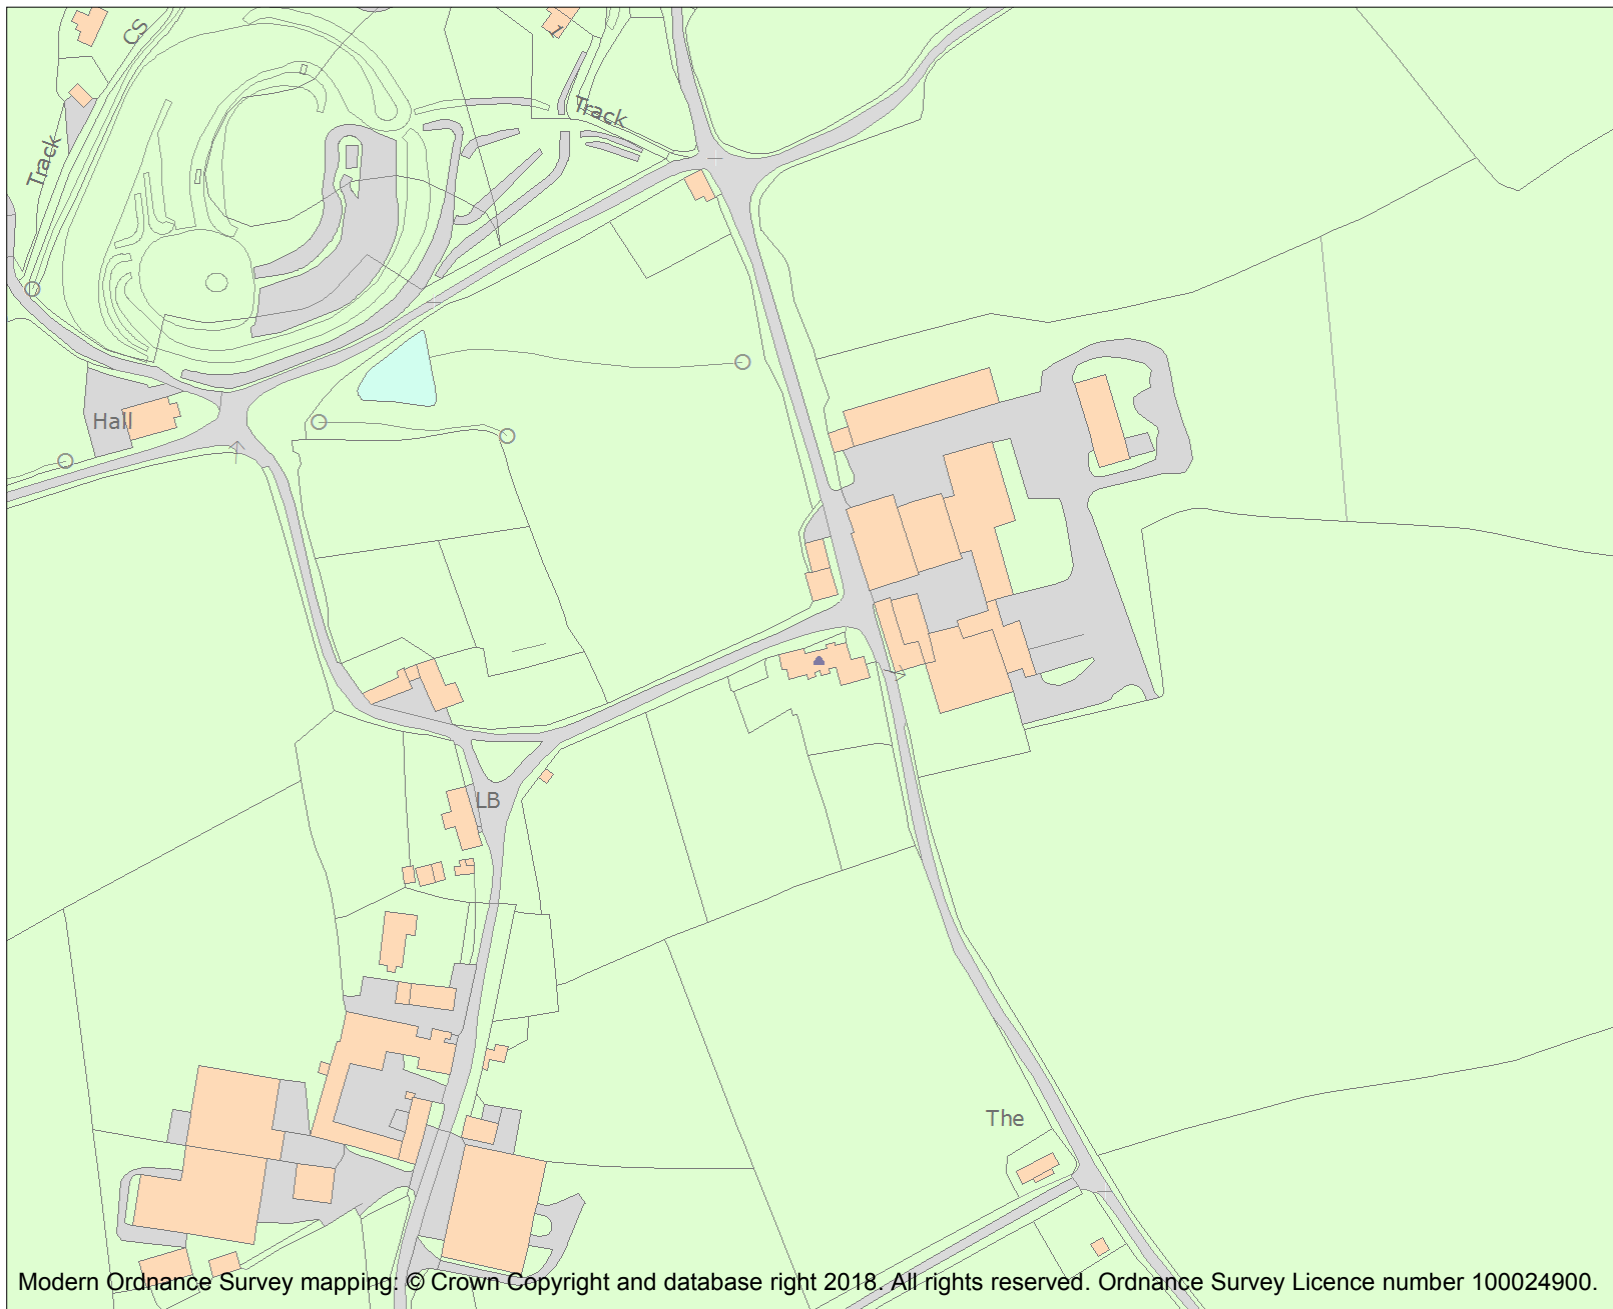 CS
1
Track
Track
Hall
LB
The
Modern Ordnance Survey mapping: © Crown Copyright and database right 2018. All rights reserved. Ordnance Survey Licence number 100024900.